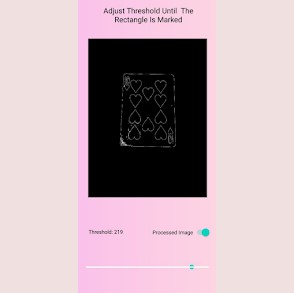 Adjust Threshold Until The
Rectangle Is Marked
Threshold: 219
Processed Image